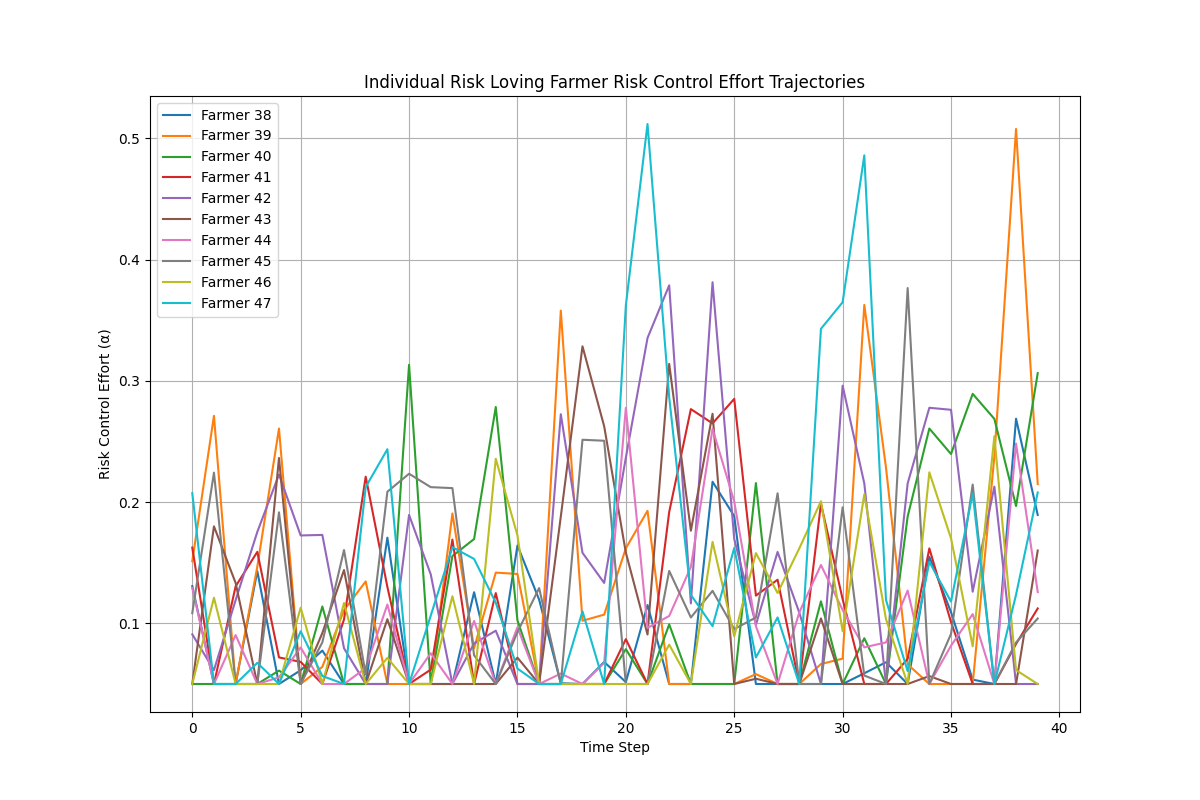 Individual Risk Loving Farmer Risk Control Effort Trajectories
Farmer 38
Farmer 39
Farmer 40
Farmer 41
Farmer 42
Farmer 43
Farmer 44
Farmer 45
Farmer 46
Farmer 47
Risk Control Effort (α)
0.5
0.4
0.3
0.2
0.1
0 5 10 15 20 25 30 35 40
Time Step